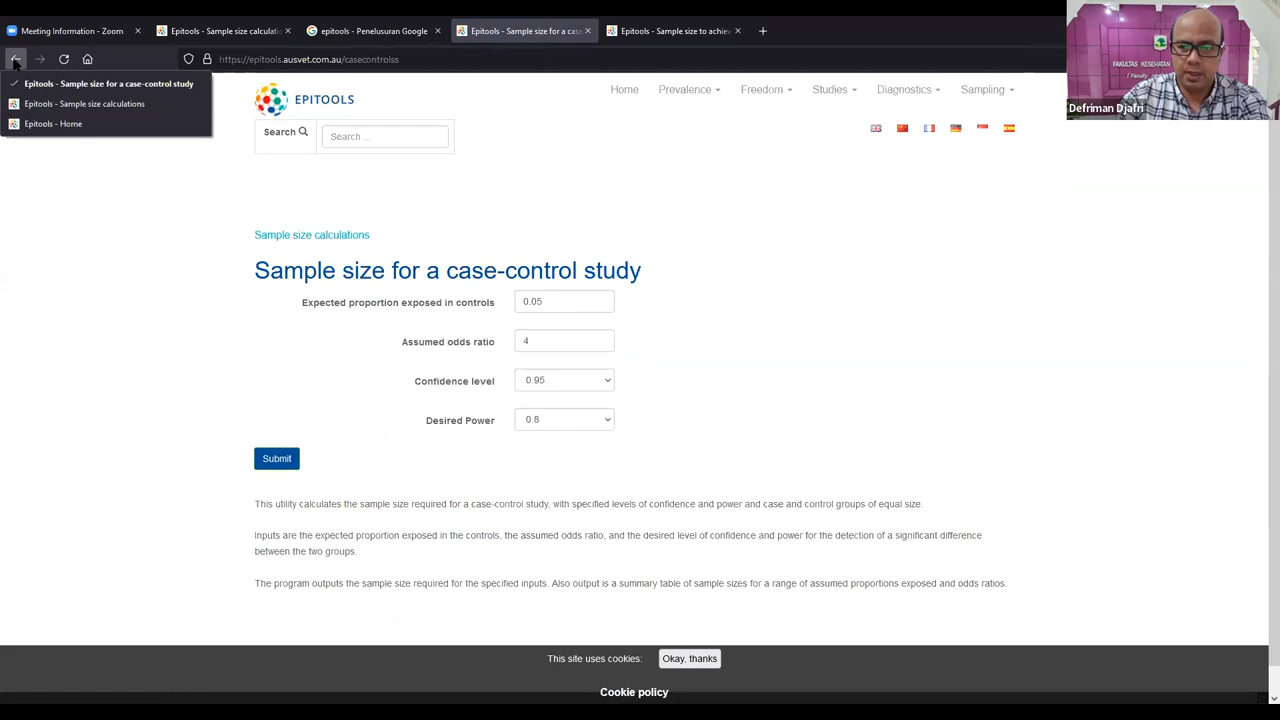 Meeting Information - Zoom
Epitools - Sample size calculati
epitools - Penelusuran Google
Epitools - Sample size for a cas
Epitools - Sample size to achiev
https://epitools.ausvet.com.au/casecontrolss
Epitools - Sample size for a case-control study
Epitools - Sample size calculations
Epitools - Home
EPITOOLS
Home
Prevalence
Freedom
Studies
Diagnostics
Sampling
Search
Search ...
FAKULTAS KESEHATAN
Defriman Djafri
Sample size calculations
Sample size for a case-control study
Expected proportion exposed in controls 0.05
Assumed odds ratio 4
Confidence level 0.95
Desired Power 0.8
Submit
This utility calculates the sample size required for a case-control study, with specified levels of confidence and power and case and control groups of equal size.
Inputs are the expected proportion exposed in the controls, the assumed odds ratio, and the desired level of confidence and power for the detection of a significant difference
between the two groups.
The program outputs the sample size required for the specified inputs. Also output is a summary table of sample sizes for a range of assumed proportions exposed and odds ratios.
This site uses cookies: Okay, thanks
Cookie policy